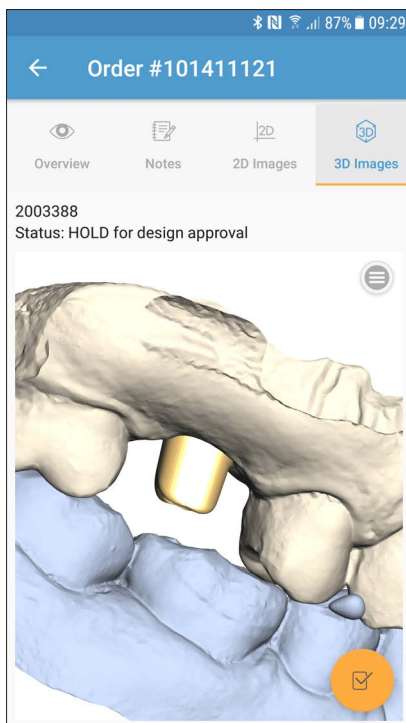 87% 09:29
Order #101411121
2D 3D
Overview Notes 2D Images 3D Images
2003388
Status: HOLD for design approval